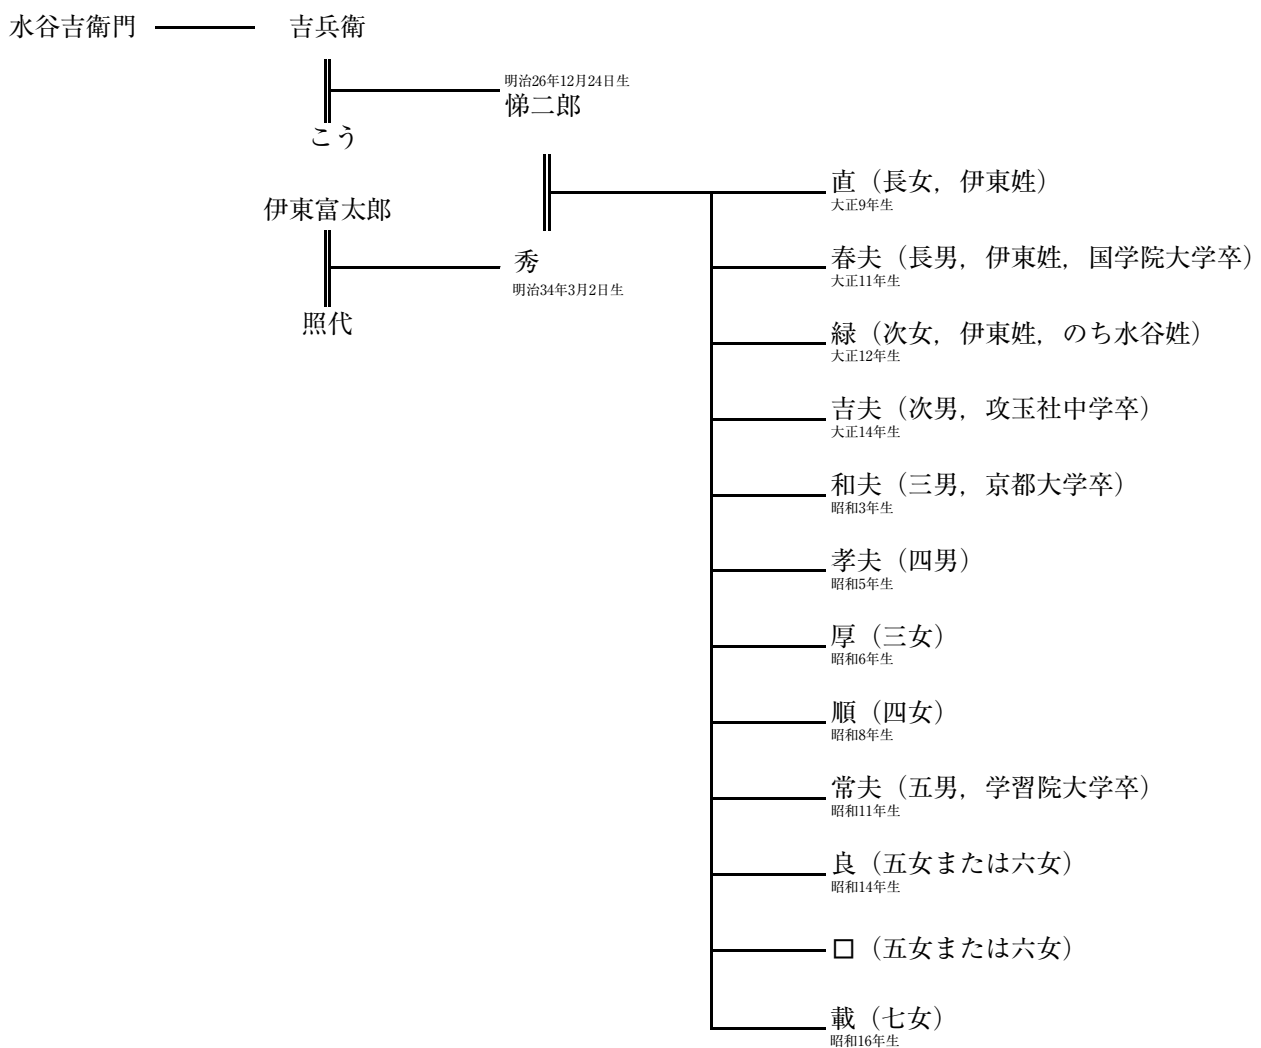 水谷吉衛門
吉兵衛
こう
明治26年12月24日生
悌二郎
伊東富太郎
照代
秀
明治34年3月2日生
直（長女，伊東姓）
大正9年生
春夫（長男，伊東姓，国学院大学卒）
大正11年生
緑（次女，伊東姓，のち水谷姓）
大正12年生
吉夫（次男，攻玉社中学卒）
大正14年生
和夫（三男，京都大学卒）
昭和3年生
孝夫（四男）
昭和5年生
厚（三女）
昭和6年生
順（四女）
昭和8年生
常夫（五男，学習院大学卒）
昭和11年生
良（五女または六女）
昭和14年生
□（五女または六女）
載（七女）
昭和16年生